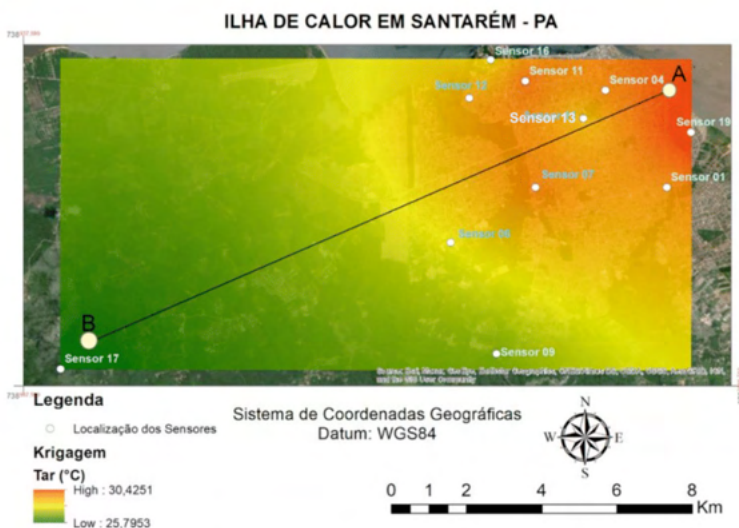 ILHA DE CALOR EM SANTARÉM - PA
Sensor 16
Sensor 11
Sensor 04
A
Sensor 12
Sensor 13
Sensor 19
Sensor 07
Sensor 01
B
Sensor 09
Sensor 17
Legenda
Localização dos Sensores
Krigagem
Tar (°C)
High : 30,4251
Low : 25,7953
Sistema de Coordenadas Geográficas
Datum: WGS84
N
W
E
S
0 1 2 4 6 8
Km